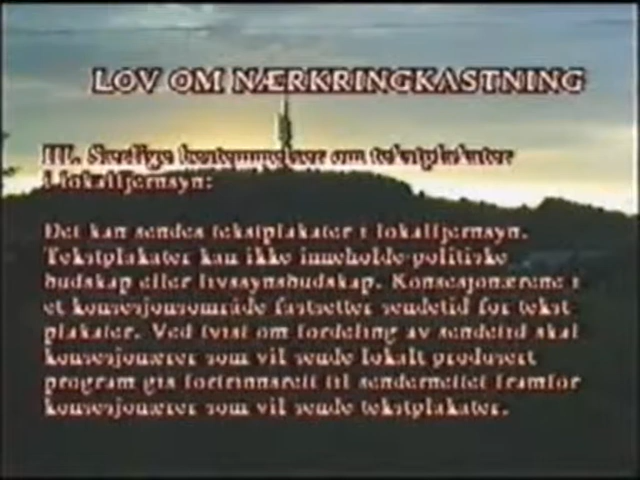 LOV OM NÆRKRINGKASTNING
III. Særlige bestemmelser om tekstplakater
i lokalfjernsyn:
Det kan sendes tekstplakater i lokalfjernsyn.
Tekstplakater kan ikke inneholde politiske
budskap eller livssynsbudskap. Konsesjonærene i
et konsesjonsområde fastsetter sendetid for tekst
plakater. Ved tvist om fordeling av sendetid skal
konsesjonærer som vil sende lokalt produsert
program gis fortrinnsrett til sendernettet framfor
konsesjonærer som vil sende tekstplakater.